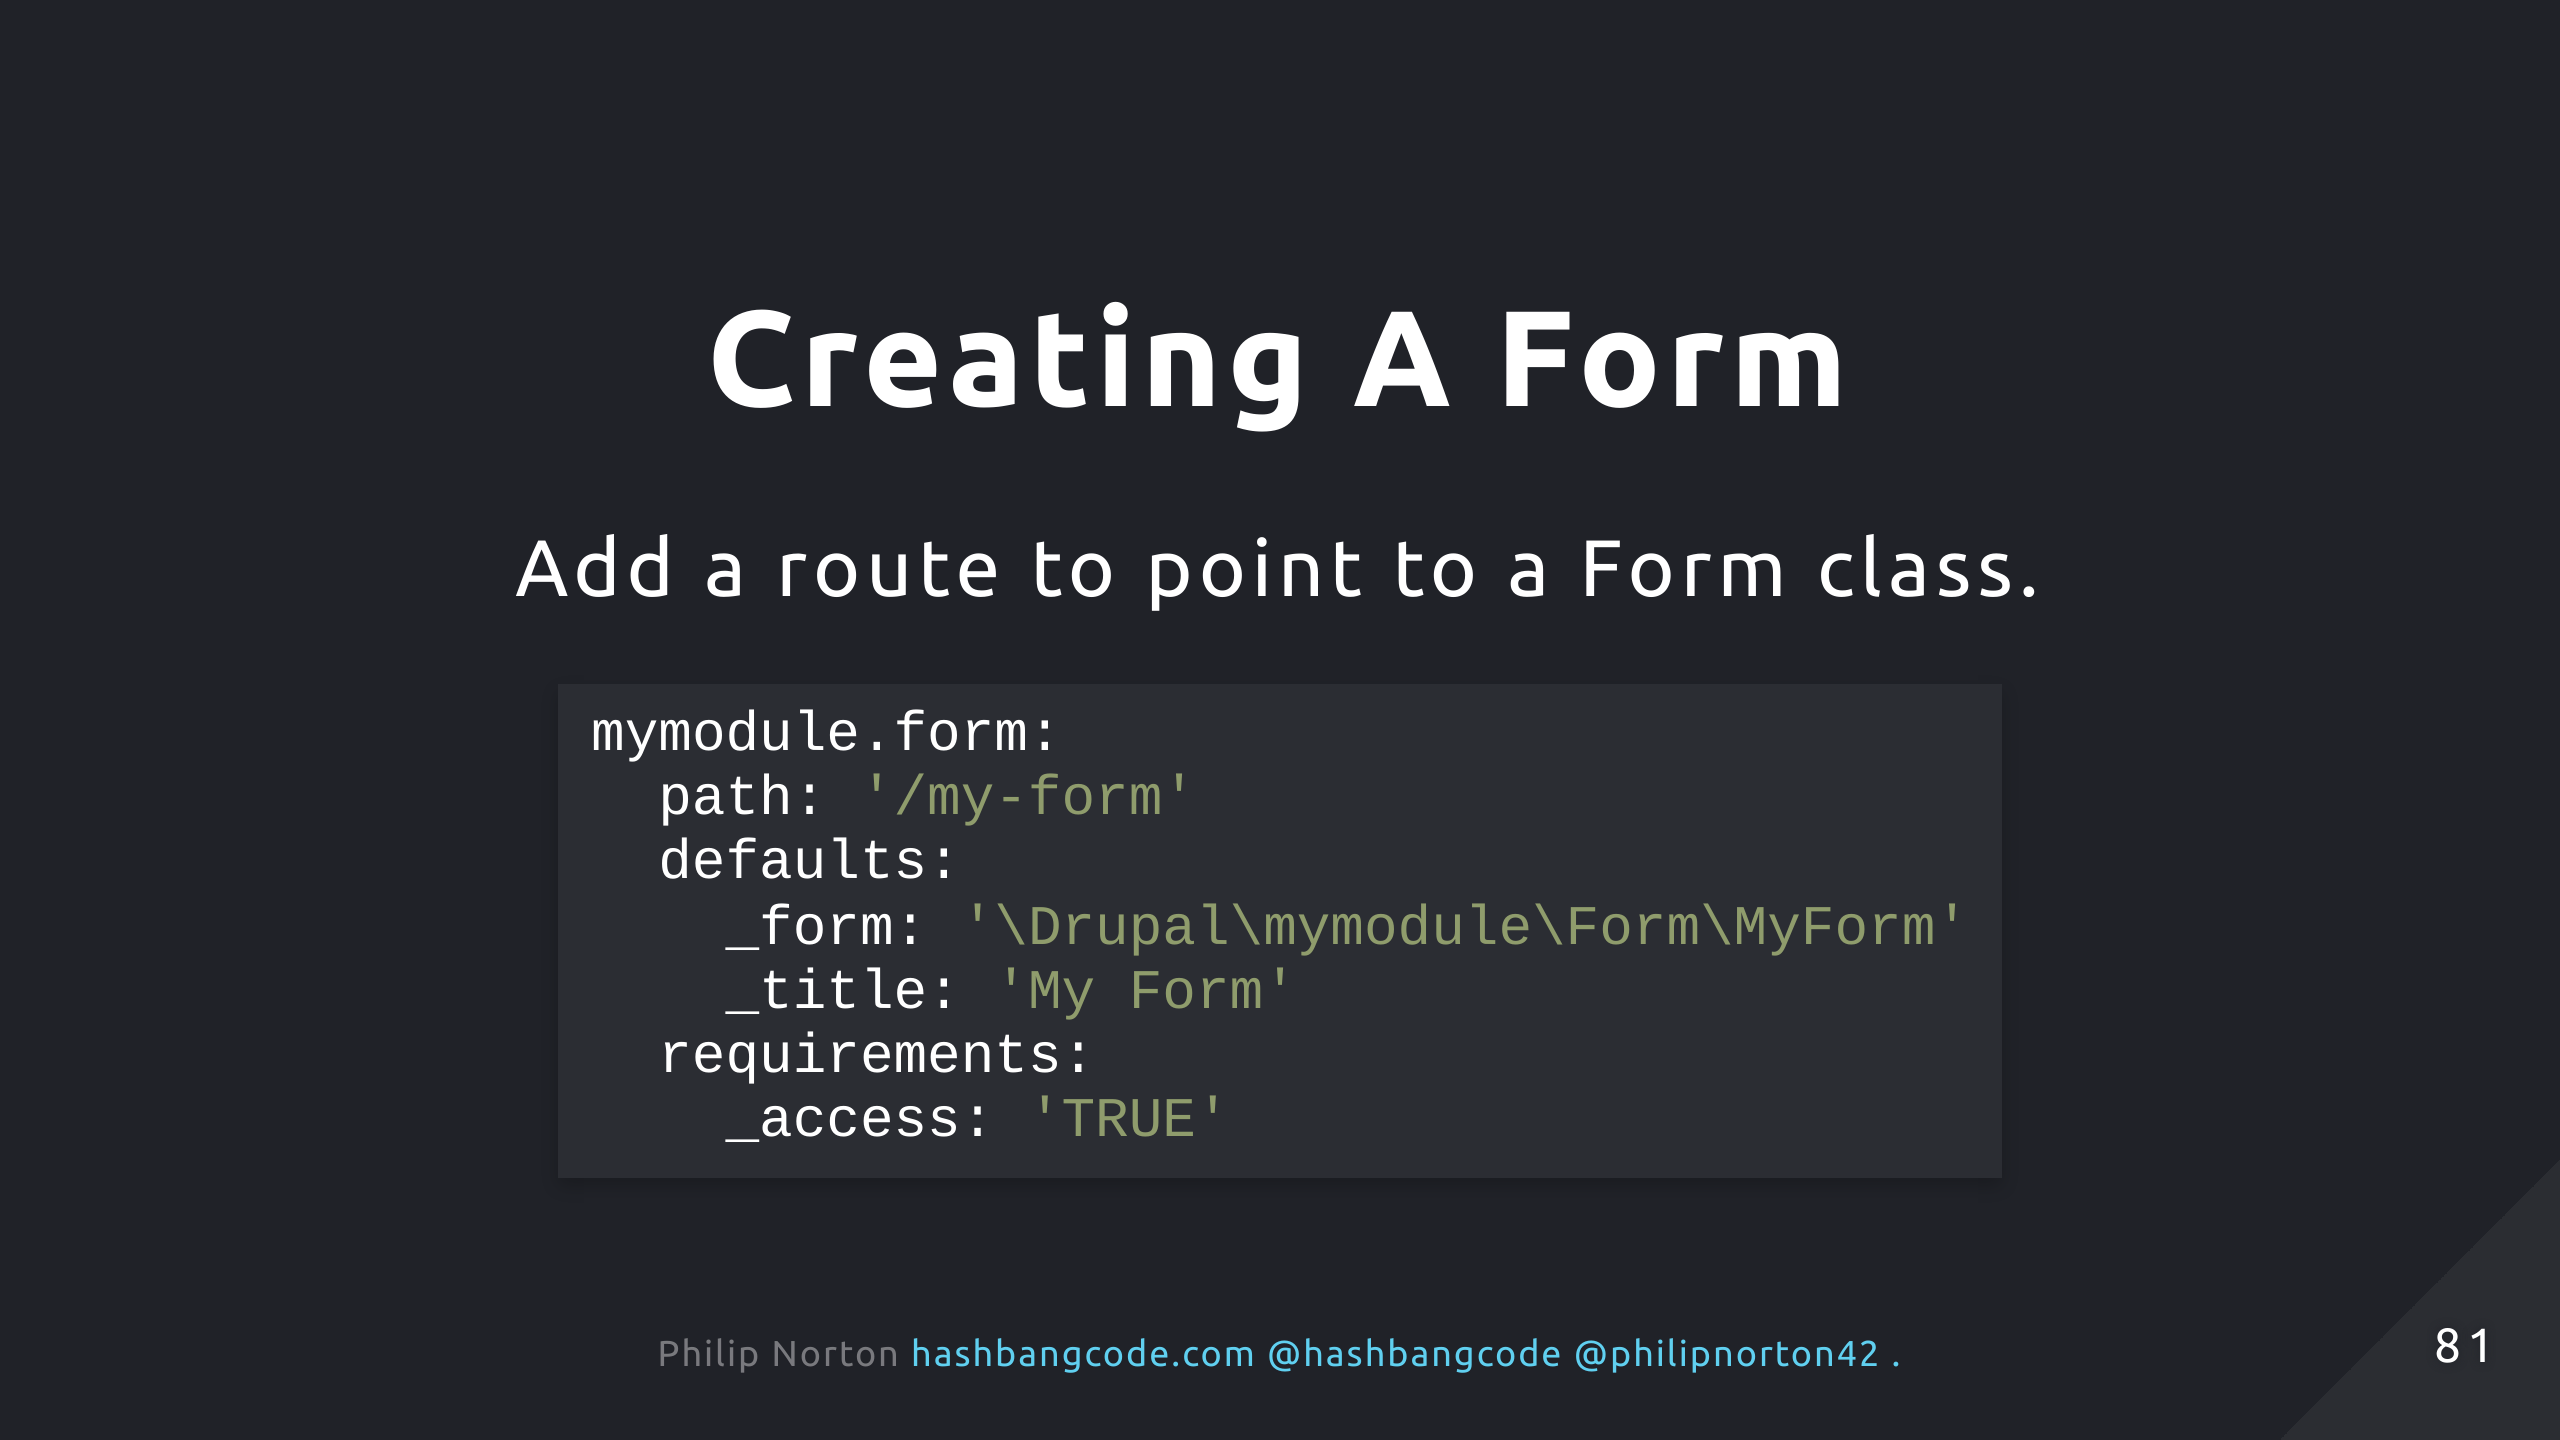 Creating A Form
Add a route to point to a Form class.
mymodule.form:
  path: '/my-form'
  defaults:
    _form: '\Drupal\mymodule\Form\MyForm'
    _title: 'My Form'
  requirements:
    _access: 'TRUE'
Philip Norton hashbangcode.com @hashbangcode @philipnorton42 .
81